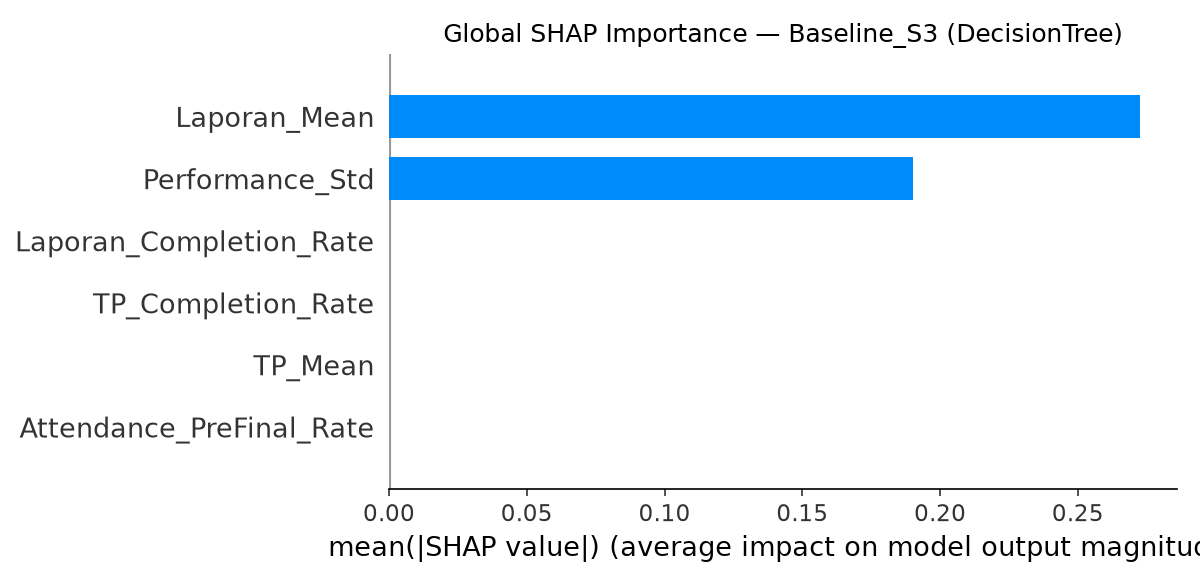 Global SHAP Importance — Baseline_S3 (DecisionTree)
Laporan_Mean
Performance_Std
Laporan_Completion_Rate
TP_Completion_Rate
TP_Mean
Attendance_PreFinal_Rate
0.00 0.05 0.10 0.15 0.20 0.25
mean(|SHAP value|) (average impact on model output